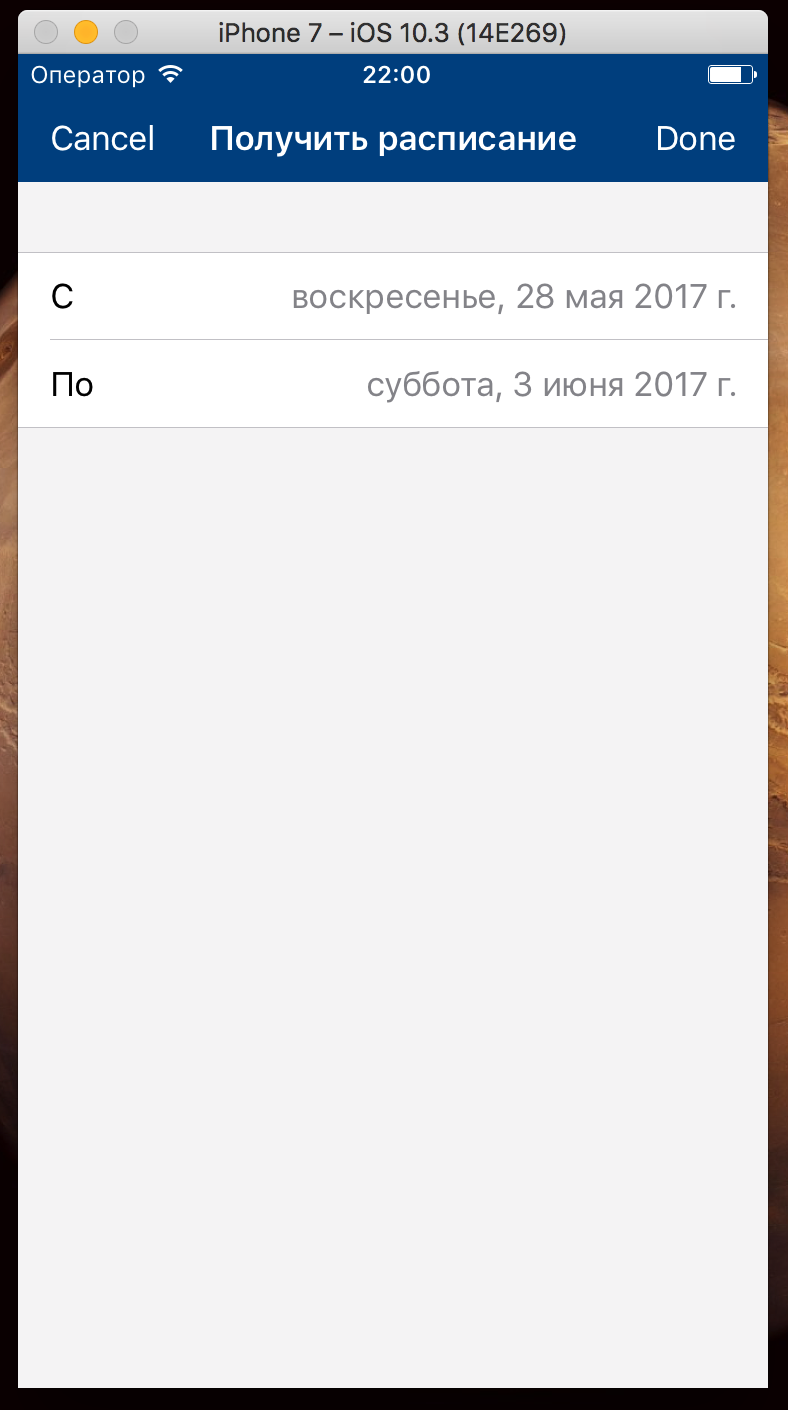 iPhone 7 – iOS 10.3 (14E269)
Оператор 22:00
Cancel Получить расписание Done
С воскресенье, 28 мая 2017 г.
По суббота, 3 июня 2017 г.